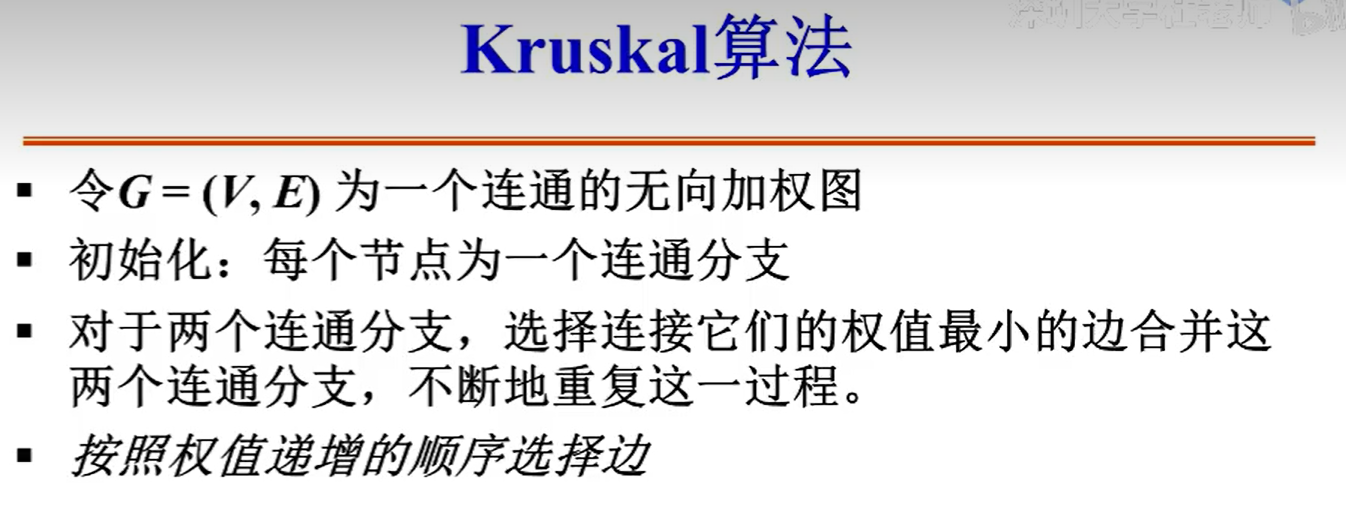 Kruskal算法
▪ 令G = (V, E) 为一个连通的无向加权图
▪ 初始化：每个节点为一个连通分支
▪ 对于两个连通分支，选择连接它们的权值最小的边合并这
两个连通分支，不断地重复这一过程。
▪ 按照权值递增的顺序选择边